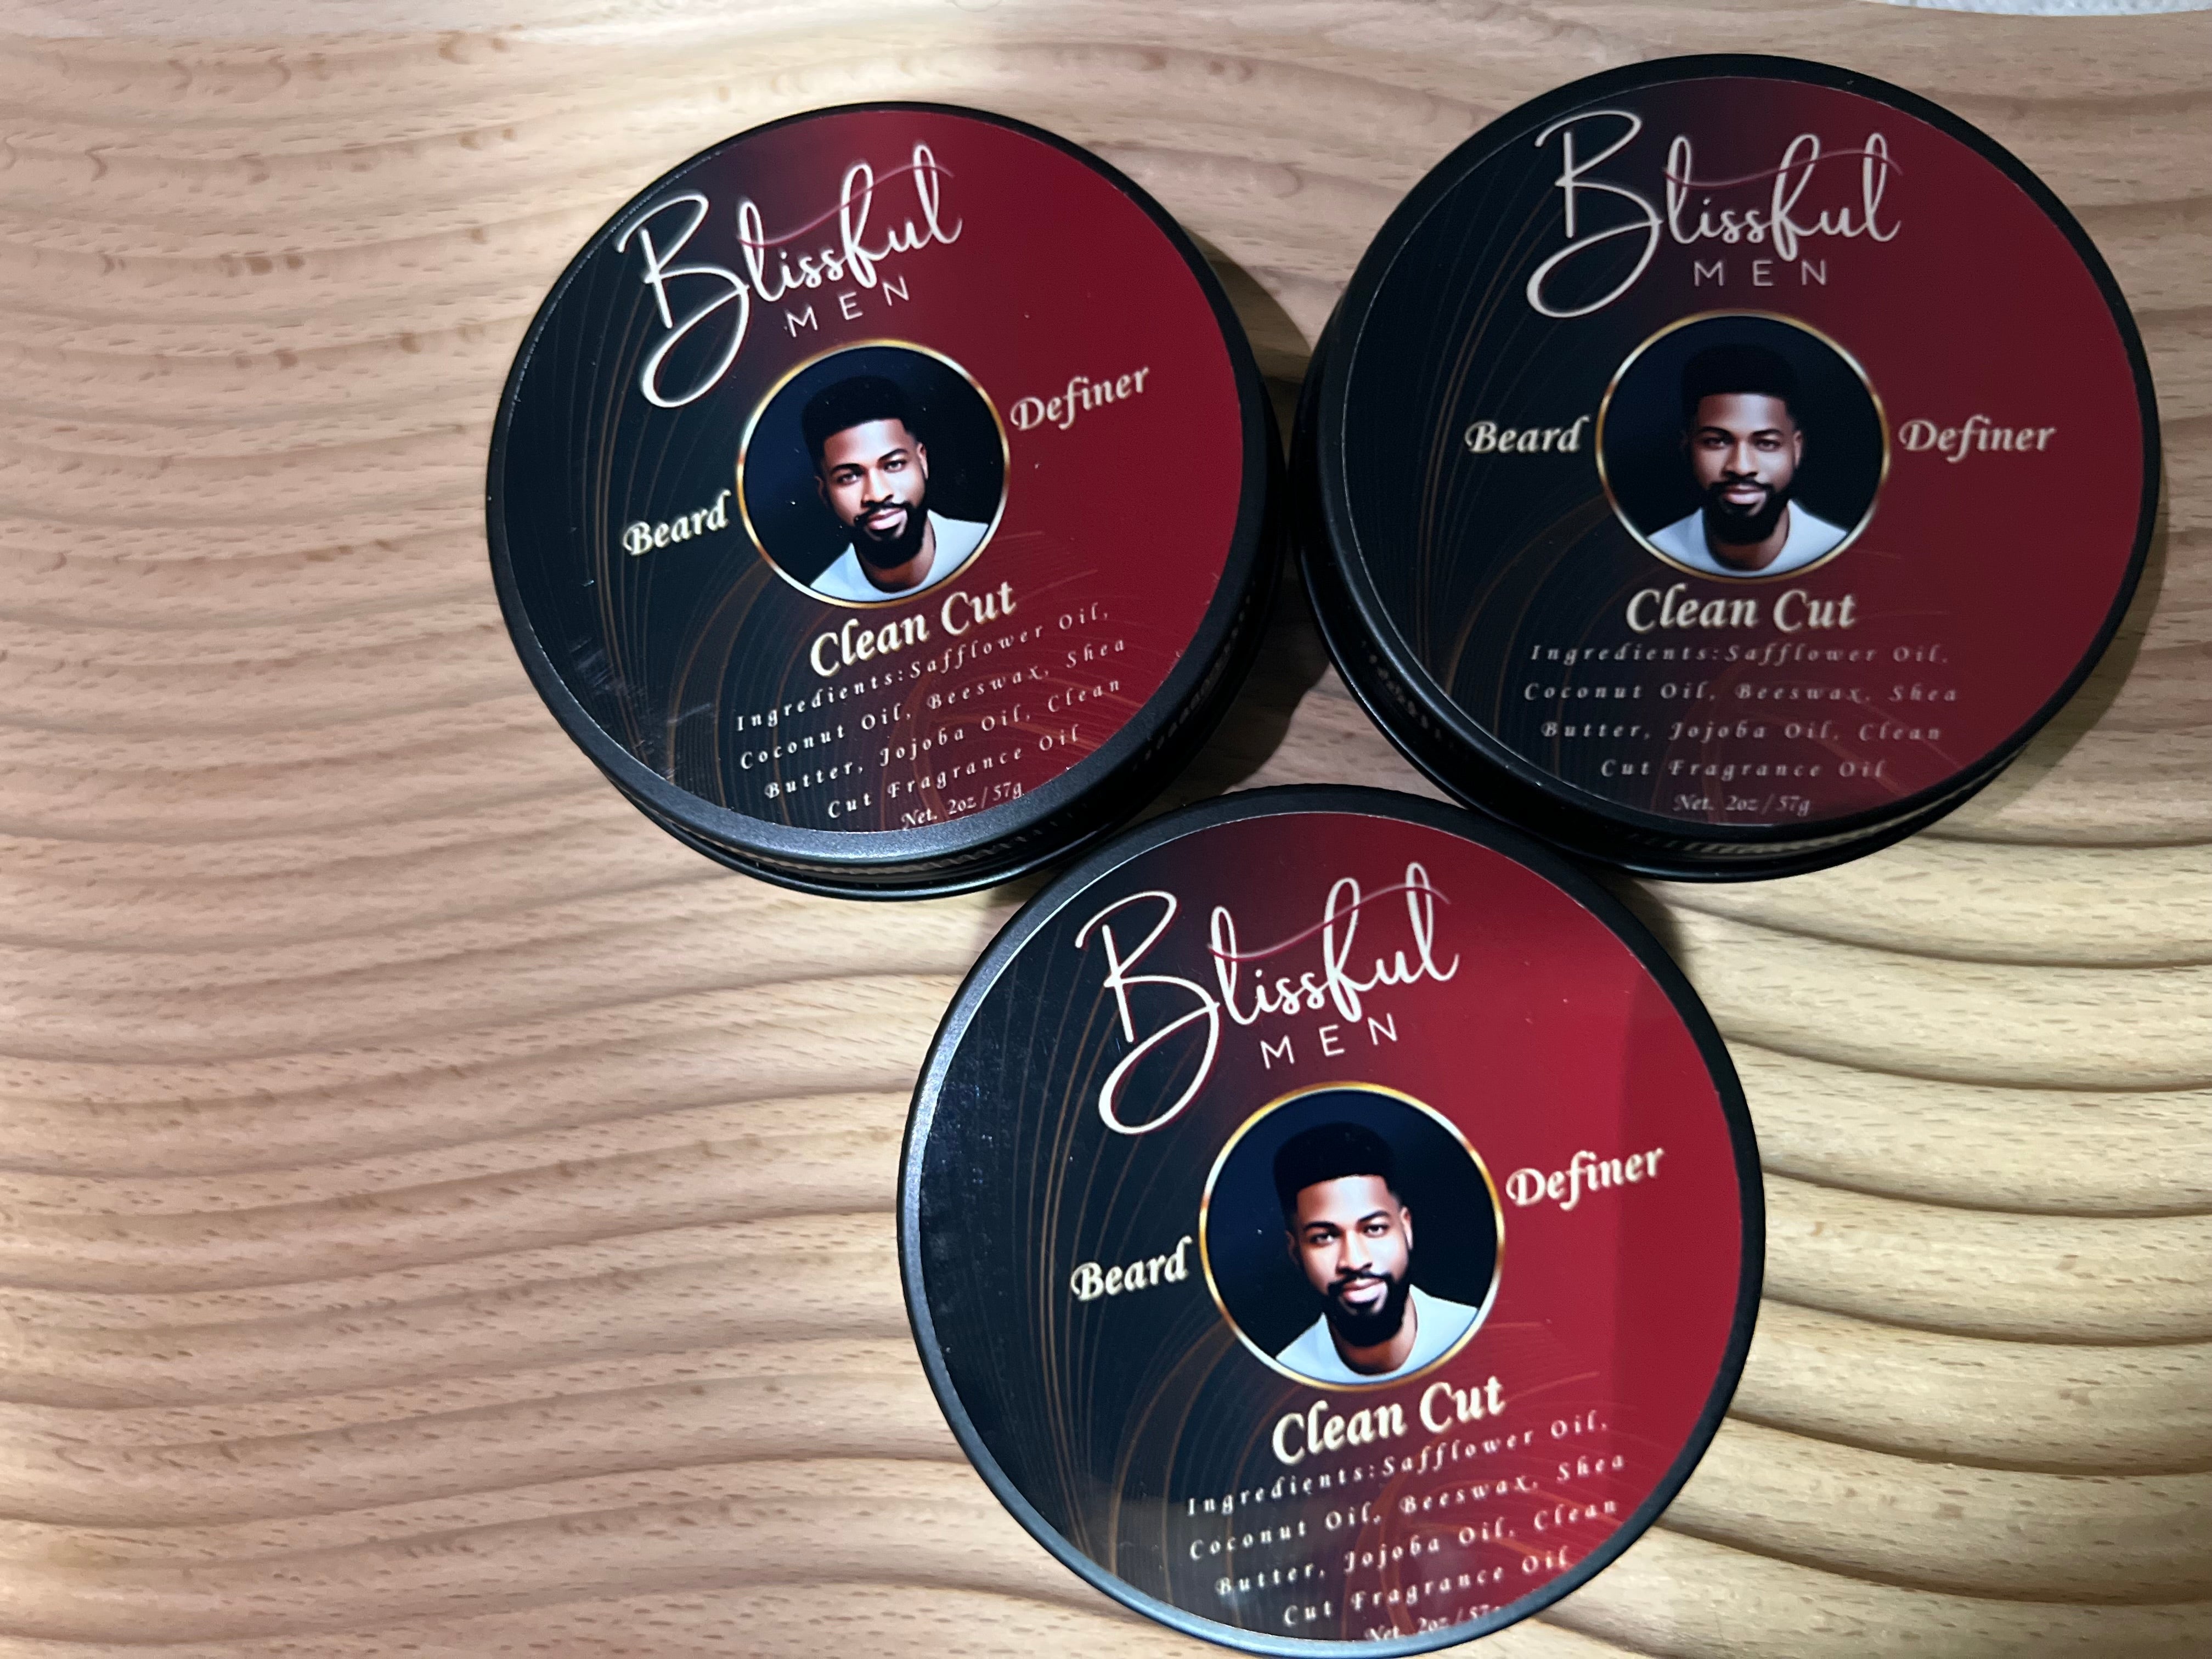 Blissful
MEN
Beard
Definer
Clean Cut
Ingredients:Safflower Oil,
Coconut Oil, Beeswax, Shea
Butter, Jojoba Oil, Clean
Cut Fragrance Oil
Net. 2oz / 57g
Blissful
MEN
Beard
Definer
Clean Cut
Ingredients:Safflower Oil,
Coconut Oil, Beeswax, Shea
Butter, Jojoba Oil, Clean
Cut Fragrance Oil
Net. 2oz / 57g
Blissful
MEN
Beard
Definer
Clean Cut
Ingredients:Safflower Oil,
Coconut Oil, Beeswax, Shea
Butter, Jojoba Oil, Clean
Cut Fragrance Oil
Net. 2oz / 57g